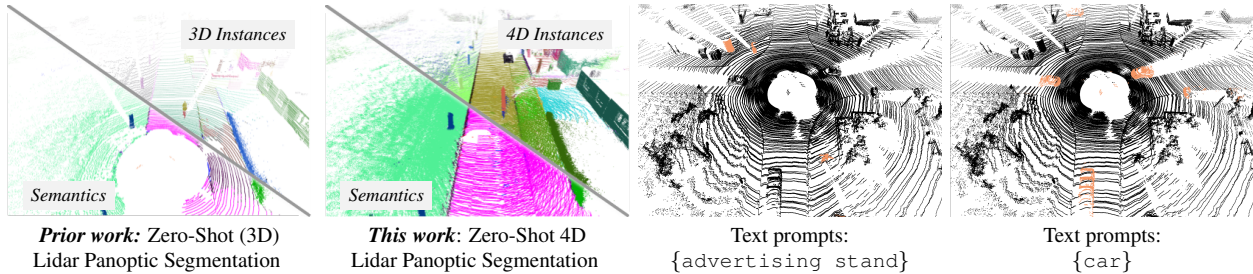 3D Instances
Semantics
4D Instances
Semantics
Prior work: Zero-Shot (3D)
Lidar Panoptic Segmentation
This work: Zero-Shot 4D
Lidar Panoptic Segmentation
Text prompts:
{advertising stand}
Text prompts:
{car}